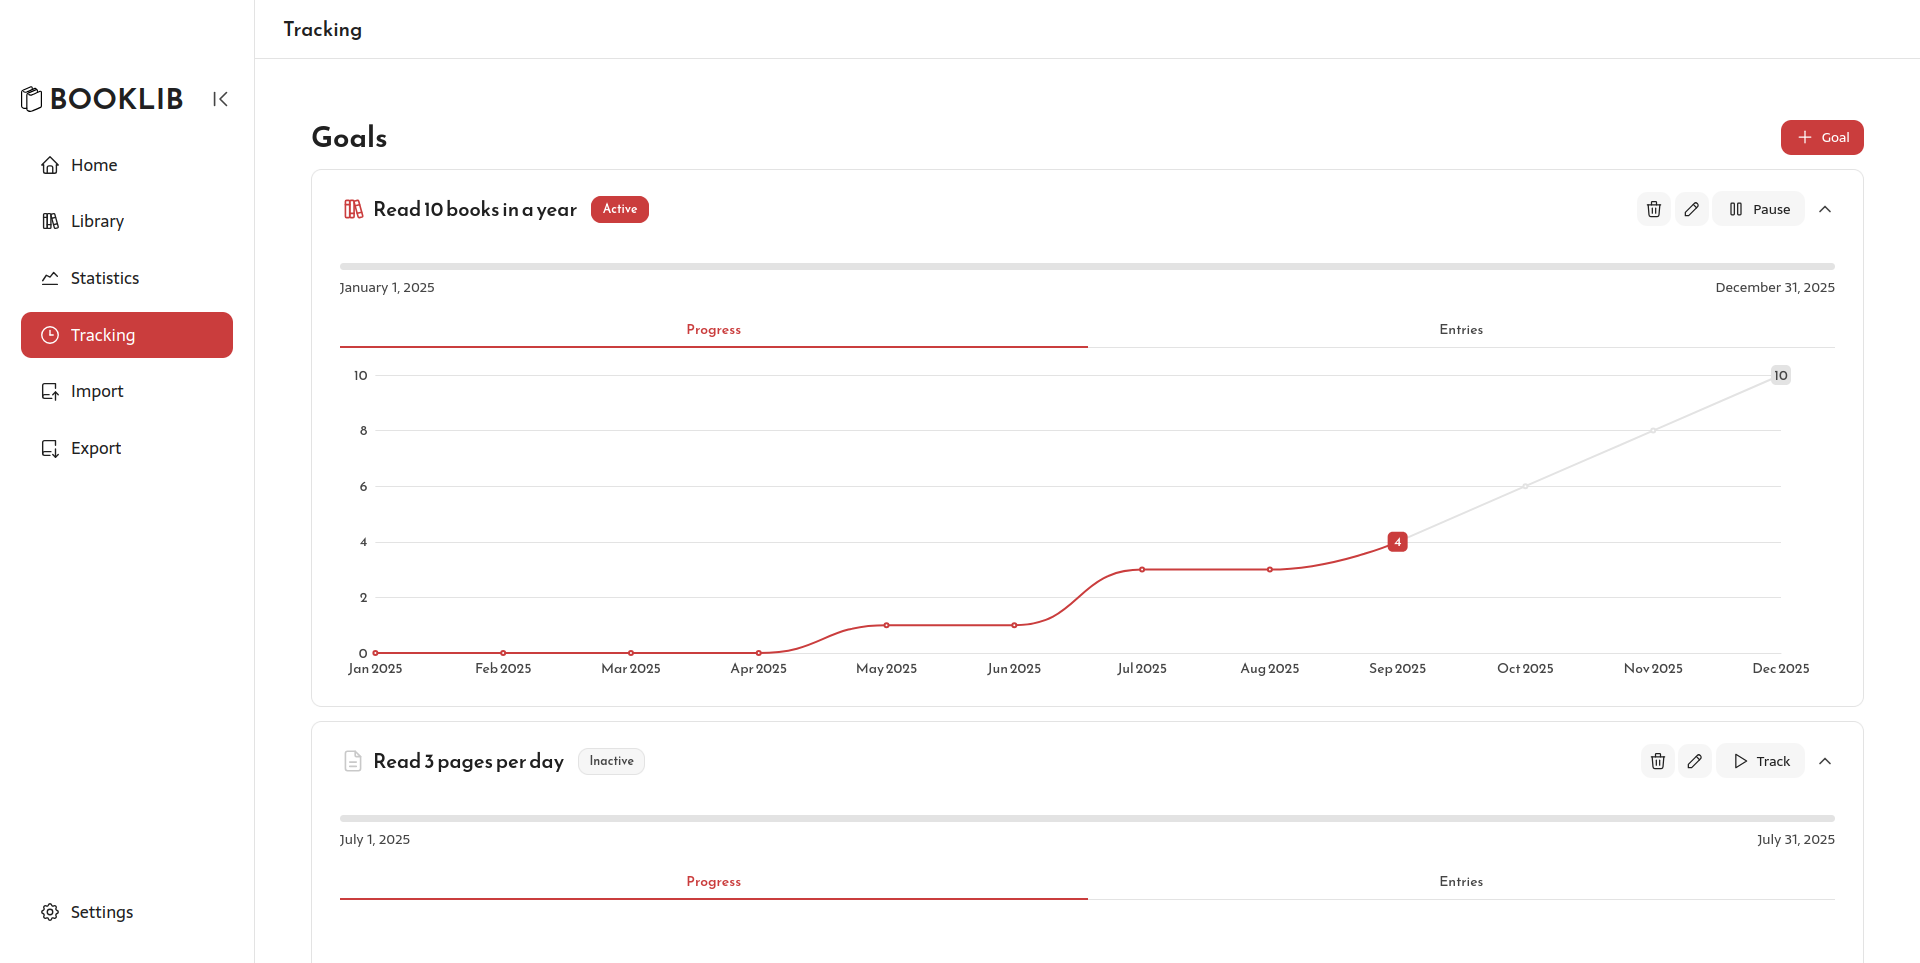 Tracking
BOOKLIB
Home
Library
Statistics
Tracking
Import
Export
Settings
Goals
Goal
Read 10 books in a year
Active
Pause
January 1, 2025
December 31, 2025
Progress
Entries
10
8
6
4
2
0
10
4
Jan 2025
Feb 2025
Mar 2025
Apr 2025
May 2025
Jun 2025
Jul 2025
Aug 2025
Sep 2025
Oct 2025
Nov 2025
Dec 2025
Read 3 pages per day
Inactive
Track
July 1, 2025
July 31, 2025
Progress
Entries